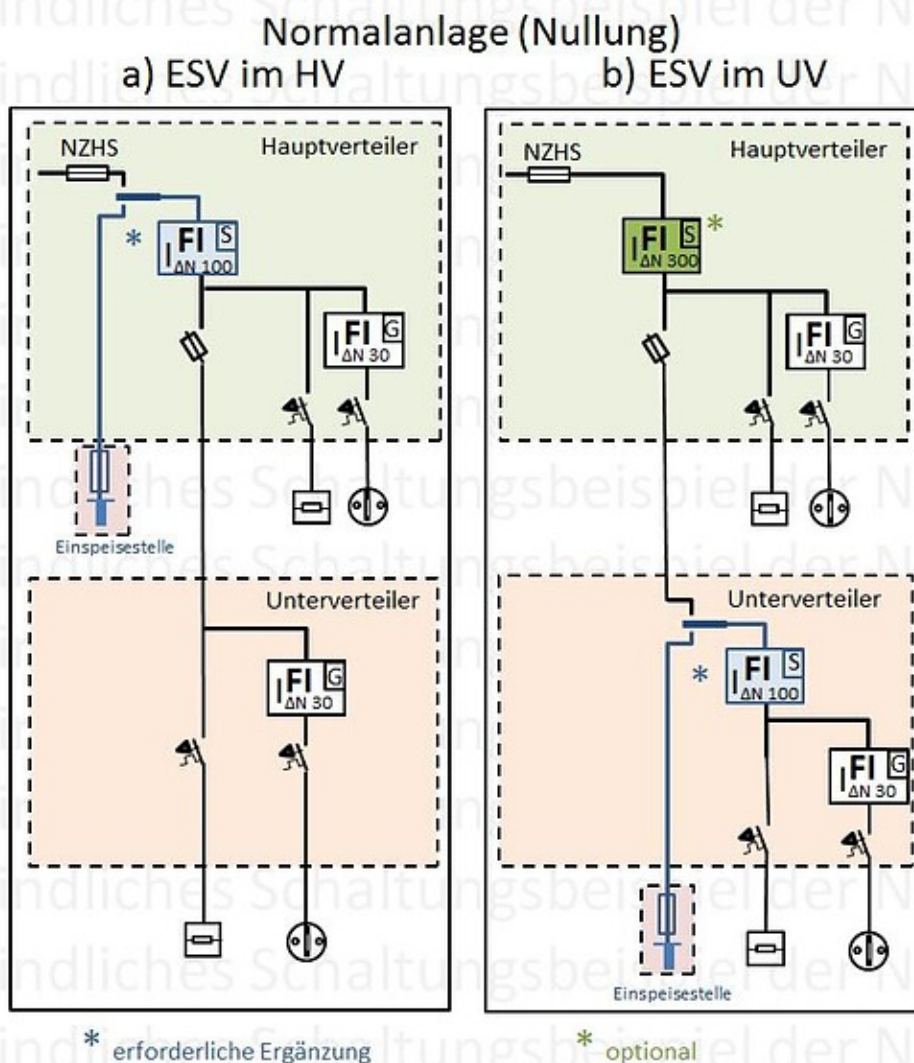 Normalanlage (Nullung)
a) ESV im HV
NZHS
Hauptverteiler
*
FI S
ΔN 100
FI G
ΔN 30
Einspeisestelle
Unterverteiler
FI G
ΔN 30
* erforderliche Ergänzung
b) ESV im UV
NZHS
Hauptverteiler
FI S *
ΔN 300
FI G
ΔN 30
Unterverteiler
*
FI S
ΔN 100
FI G
ΔN 30
Einspeisestelle
* optional